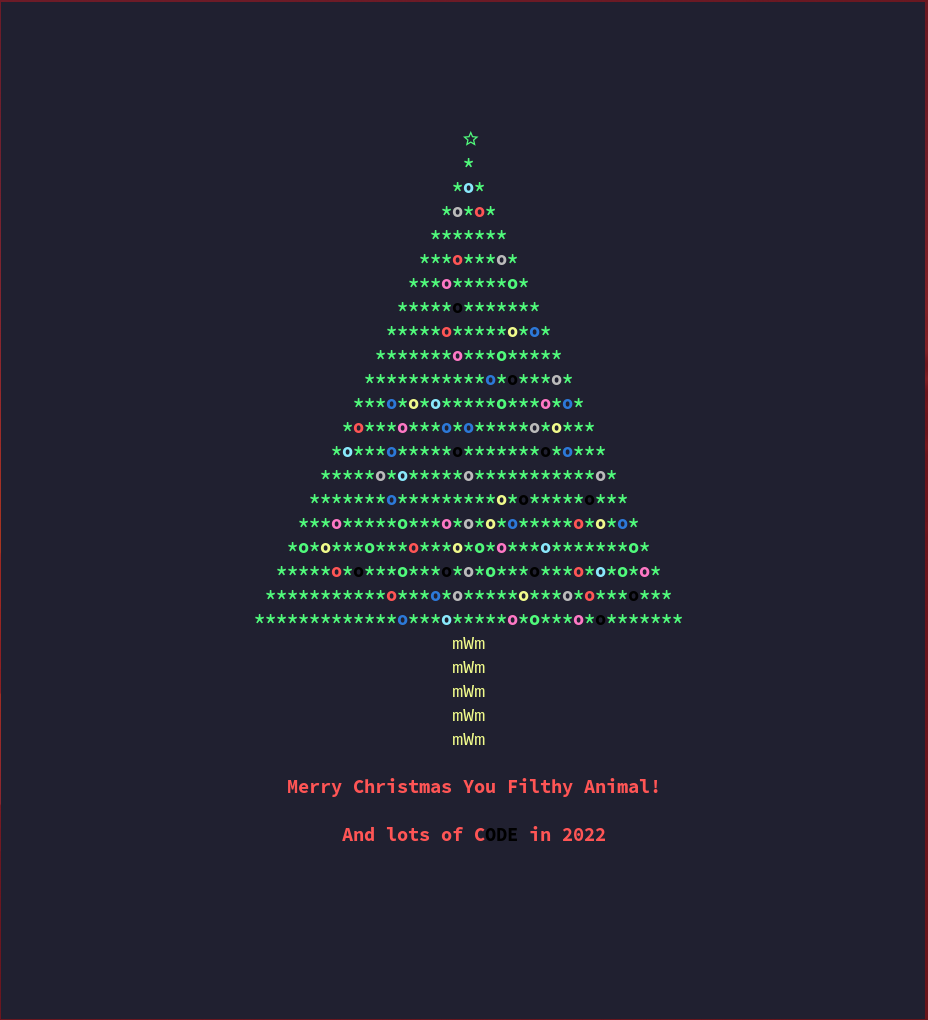 ☆
*
*o*
*o*o*
*******
***o***o*
***o*****o*
*****o*******
*****o*****o*o*
*******o***o*****
***********o*o***o*
***o*o*o*****o***o*o*
*o***o***o*o*****o*o***
*o***o*****o*******o*o***
*****o*o*****o***********o*
*******o*********o*o*****o***
***o*****o***o*o*o*o*****o*o*o*
*o*o***o***o***o*o*o***o*******o*
*****o*o***o***o*o*o***o***o*o*o*o*
***********o***o*o*****o***o*o***o***
*************o***o*****o*o***o*o*******
mWm
mWm
mWm
mWm
mWm
Merry Christmas You Filthy Animal!
And lots of CODE in 2022